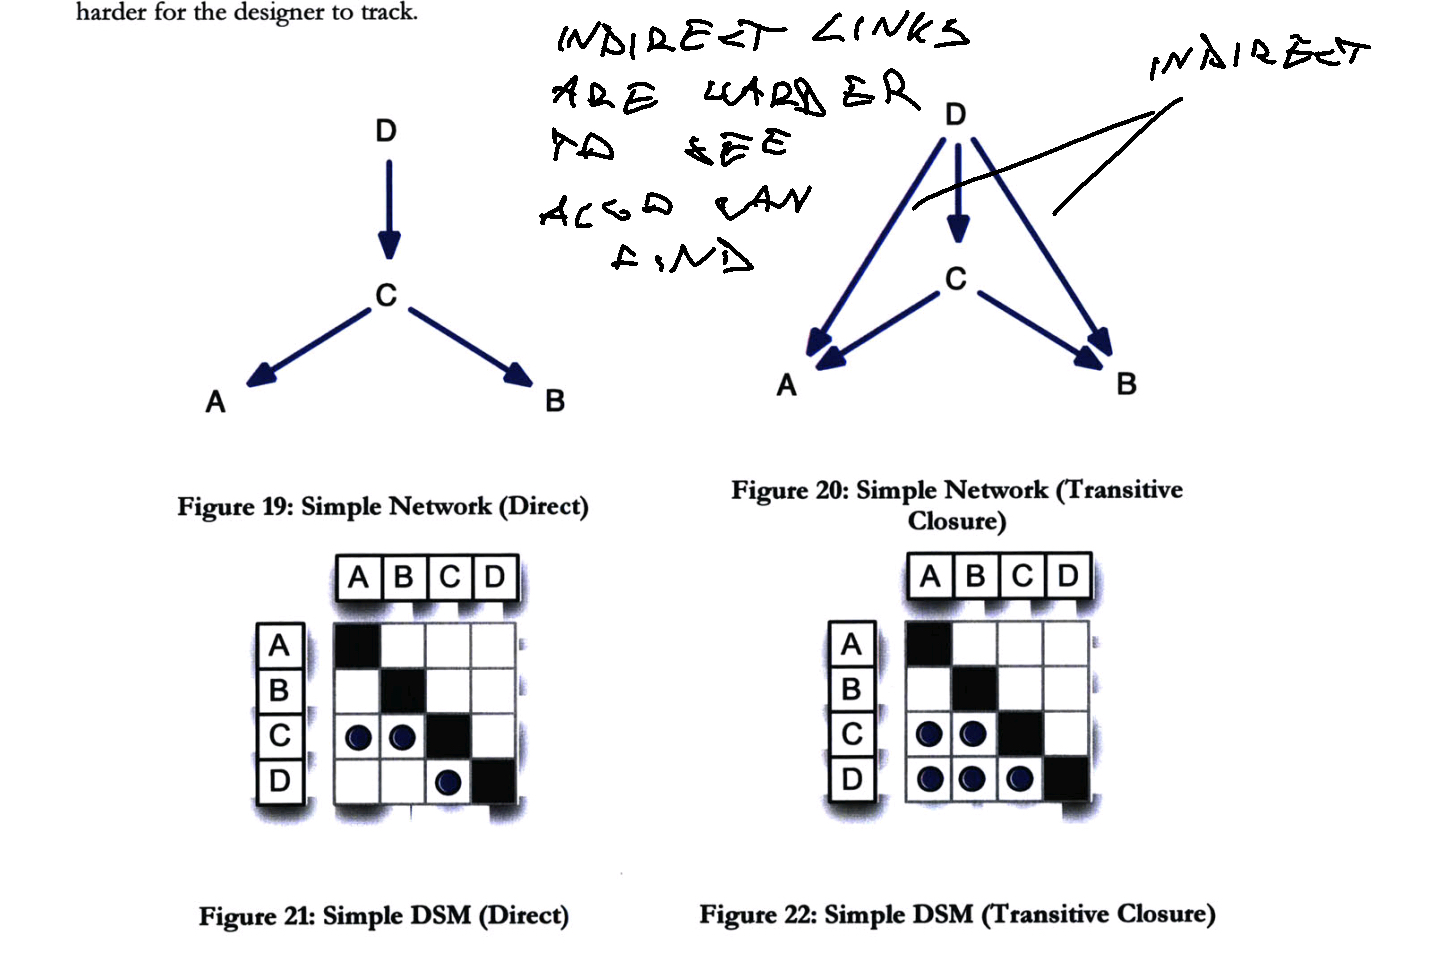 harder for the designer to track.
INDIRECT LINKS
ARE HARDER
TO SEE
ALGO CAN
FIND
INDIRECT
D
C
A B
D
C
A B
Figure 19: Simple Network (Direct)
Figure 20: Simple Network (Transitive
Closure)
A B C D
A
B
C
D
A B C D
A
B
C
D
Figure 21: Simple DSM (Direct)
Figure 22: Simple DSM (Transitive Closure)